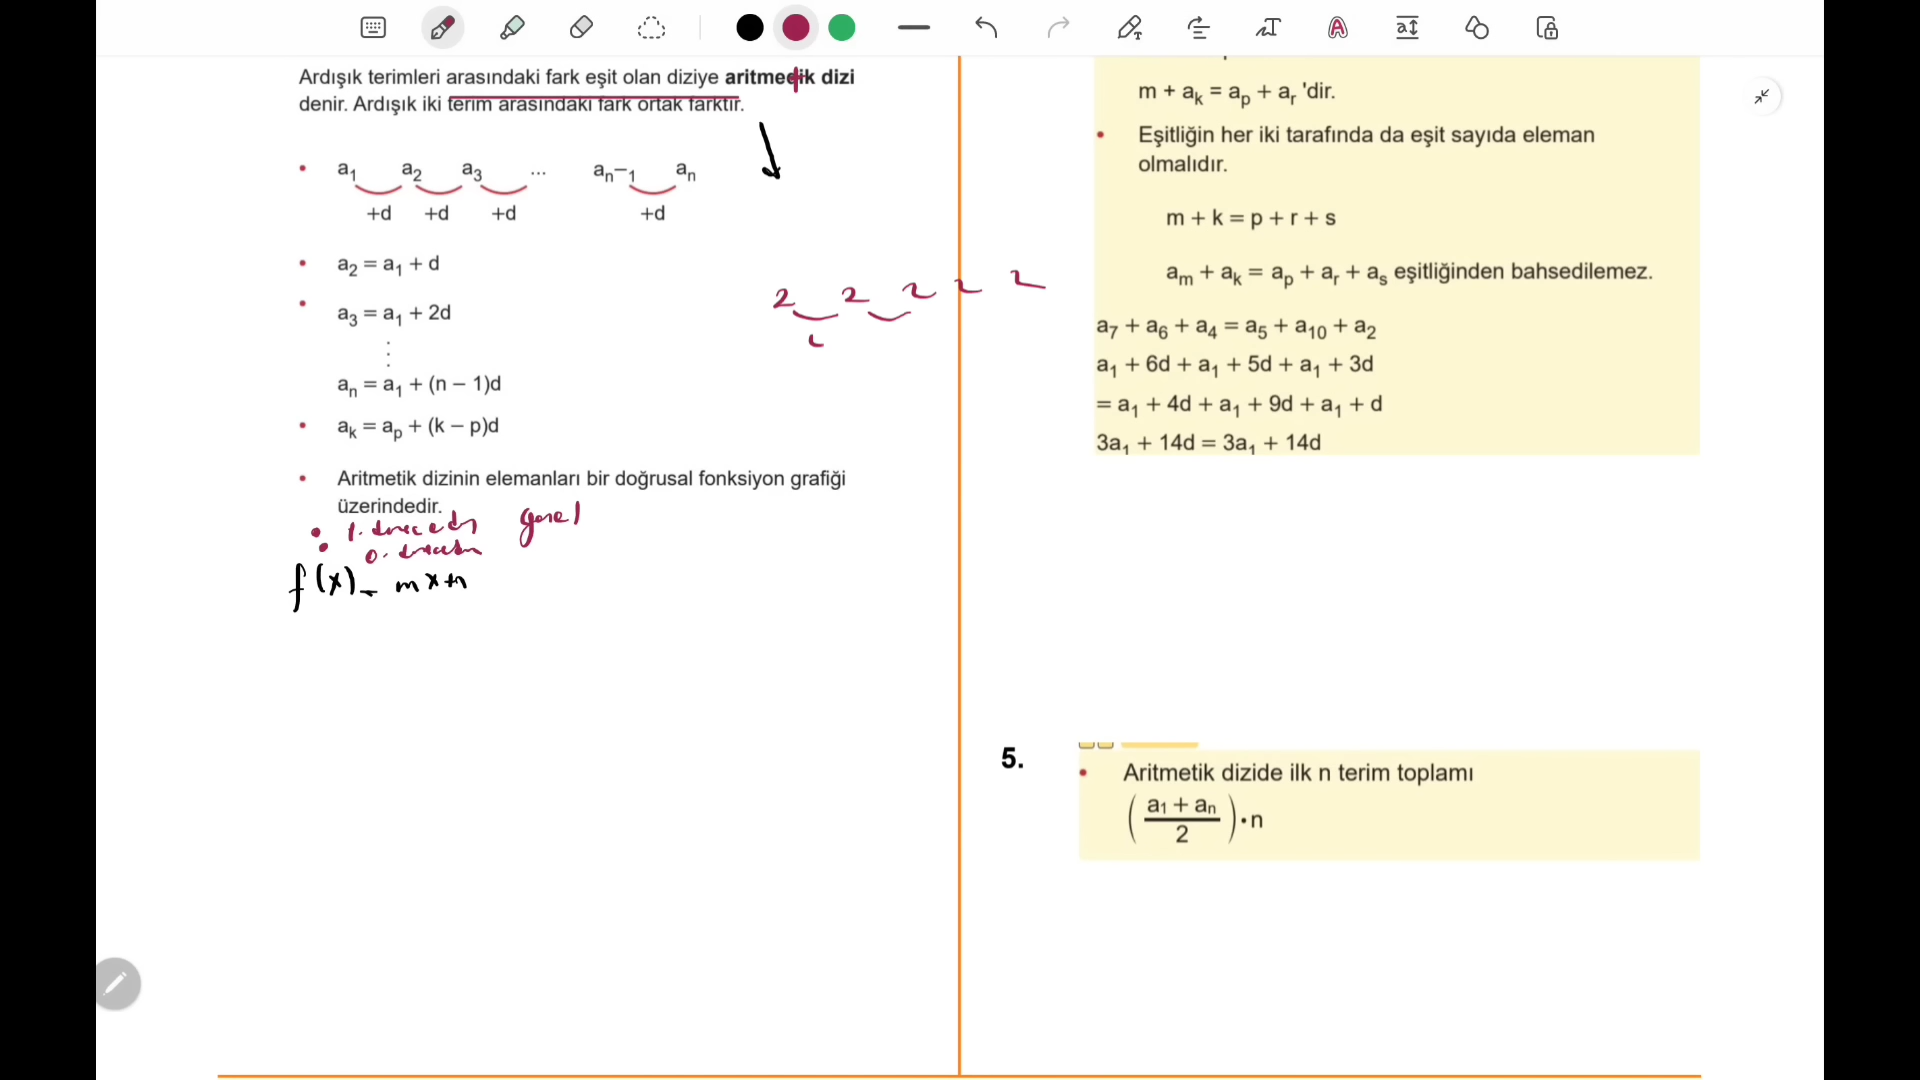 Ardışık terimleri arasındaki fark eşit olan diziye aritmetik dizi
denir. Ardışık iki terim arasındaki fark ortak farktır.
• a₁ a₂ a₃ ... aₙ₋₁ aₙ
+d +d +d +d
• a₂ = a₁ + d
• a₃ = a₁ + 2d
⋮
aₙ = a₁ + (n − 1)d
• aₖ = aₚ + (k − p)d
• Aritmetik dizinin elemanları bir doğrusal fonksiyon grafiği
üzerindedir.
• 1. genel
• 0.
f(x) = mx+n
2 2 2 2 2
m + aₖ = aₚ + aᵣ 'dir.
• Eşitliğin her iki tarafında da eşit sayıda eleman
olmalıdır.
m + k = p + r + s
aₘ + aₖ = aₚ + aᵣ + aₛ eşitliğinden bahsedilemez.
a₇ + a₆ + a₄ = a₅ + a₁₀ + a₂
a₁ + 6d + a₁ + 5d + a₁ + 3d
= a₁ + 4d + a₁ + 9d + a₁ + d
3a₁ + 14d = 3a₁ + 14d
5.
• Aritmetik dizide ilk n terim toplamı
(a₁ + aₙ / 2) • n